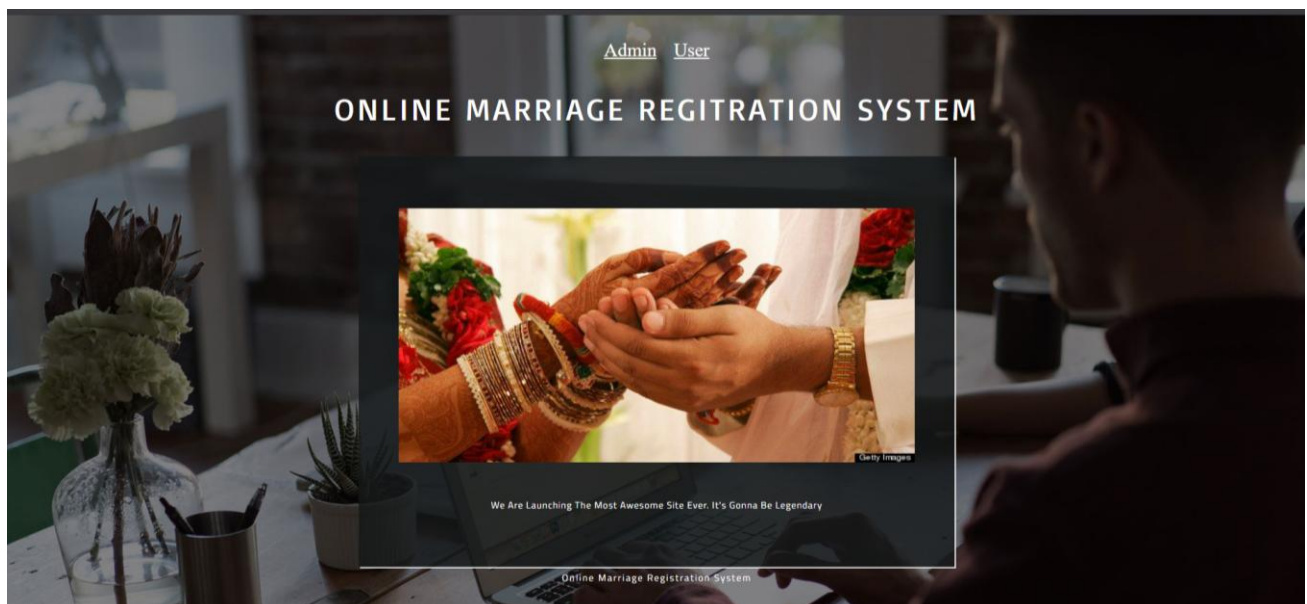 Admin User
ONLINE MARRIAGE REGITRATION SYSTEM
Getty Images
We Are Launching The Most Awesome Site Ever. It's Gonna Be Legendary
Online Marriage Registration System